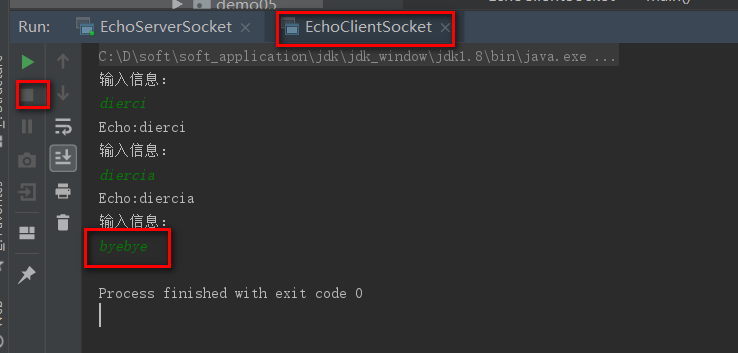 demo05
Run: EchoServerSocket × EchoClientSocket ×
C:\D\soft\soft_application\jdk\jdk_window\jdk1.8\bin\java.exe ...
输入信息：
dierci
Echo:dierci
输入信息：
diercia
Echo:diercia
输入信息：
byebye
Process finished with exit code 0